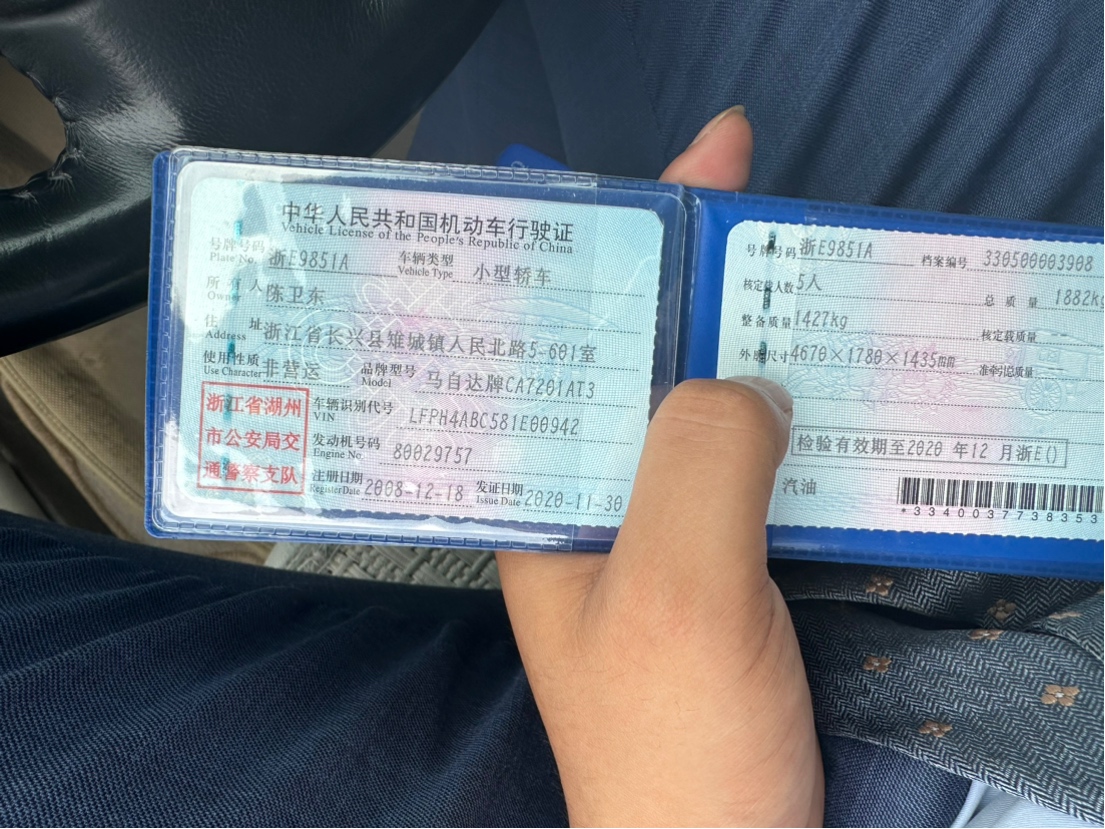 中华人民共和国机动车行驶证
Vehicle License of the People's Republic of China
号牌号码 浙E9851A 车辆类型 小型轿车
Plate No. Vehicle Type
所有人 陈卫东
Owner
住址 浙江省长兴县雉城镇人民北路5-601室
Address
使用性质 非营运 品牌型号 马自达牌CA7201AT3
Use Character Model
浙江省湖州
市公安局交
通警察支队
车辆识别代号 LFPH4ABC581E00942
VIN
发动机号码 80029757
Engine No.
注册日期 2008-12-18 发证日期 2020-11-30
Register Date Issue Date
号牌号码 浙E9851A 档案编号 330500003908
核定载人数 5人 总质量 1882kg
整备质量 1427kg 核定载质量 --
外廓尺寸 4670×1780×1435mm 准牵引总质量 --
检验有效期至2020 年12 月浙E()
汽油
*3340037738353